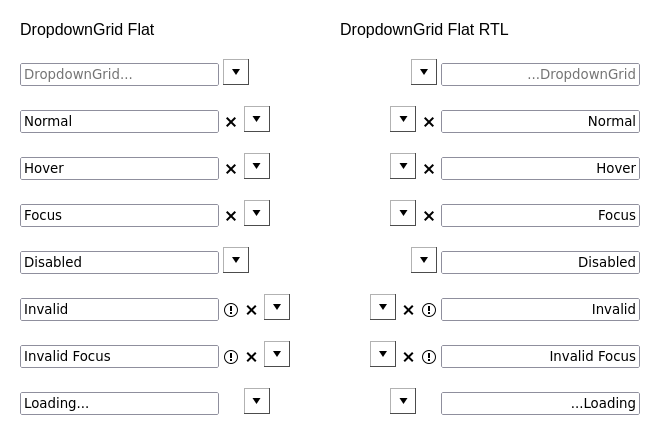 DropdownGrid Flat
DropdownGrid...
Normal
Hover
Focus
Disabled
Invalid
Invalid Focus
Loading...
DropdownGrid Flat RTL
...DropdownGrid
Normal
Hover
Focus
Disabled
Invalid
Invalid Focus
...Loading